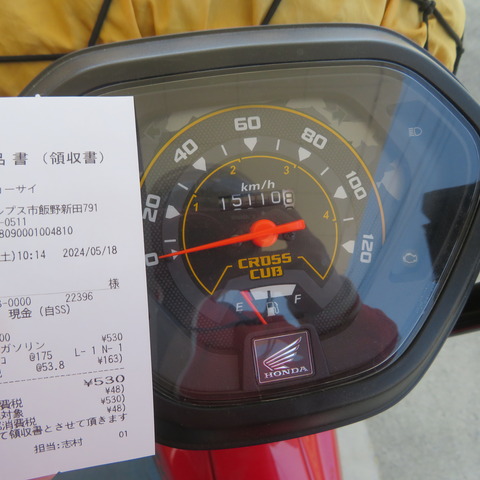 品書 (領収書)
ーサイ
プス市飯野新田791
-0511
8090001004810
(土)10:14 2024/05/18
様
-0000 22396
現金 (自SS)
00 ¥530
ガソリン L- 1 N- 1
@175 ¥163)
@53.8
¥530
¥48)
費税 ¥530)
対象 ¥48)
消費税
て領収書とさせて頂きます
担当:志村 01
0 20 40 60 80 100 120
1 2 3 4
km/h
151108
CROSS
CUB
E F
HONDA